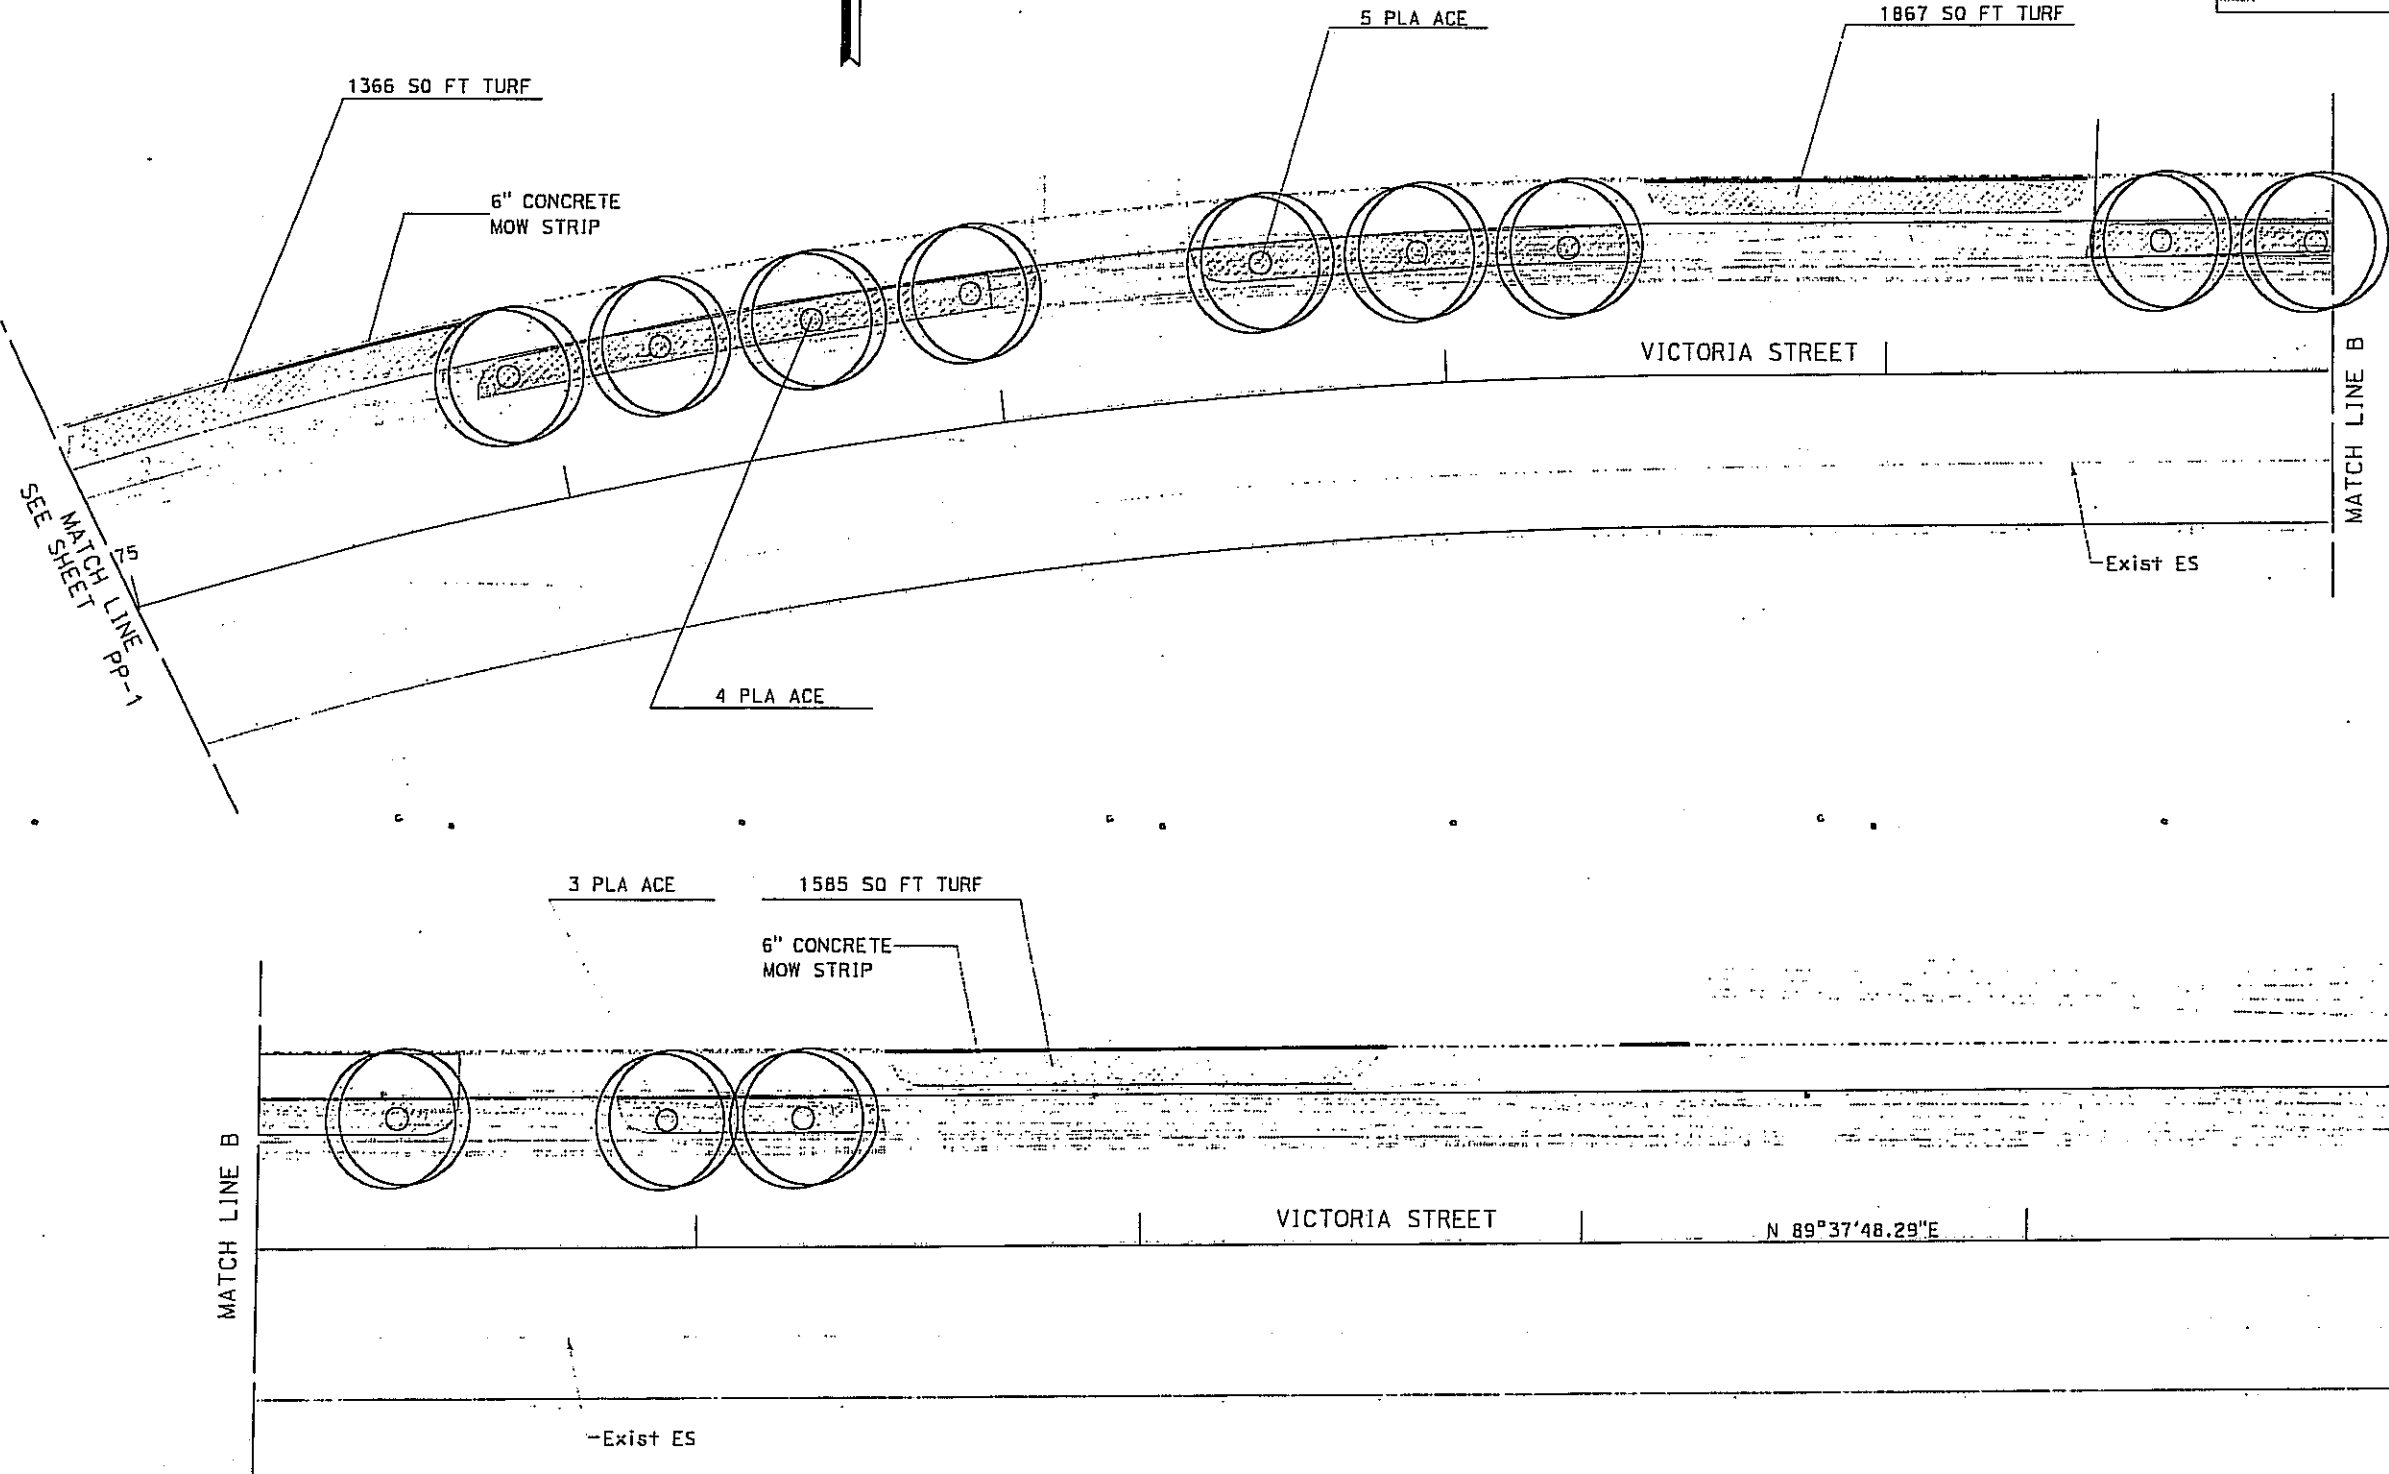 5 PLA ACE
1867 SQ FT TURF
1366 SQ FT TURF
6" CONCRETE
MOW STRIP
VICTORIA STREET
MATCH LINE B
Exist ES
75
MATCH LINE
SEE SHEET PP-1
4 PLA ACE
3 PLA ACE
1585 SQ FT TURF
6" CONCRETE
MOW STRIP
MATCH LINE B
VICTORIA STREET
N 89°37'48.29"E
Exist ES